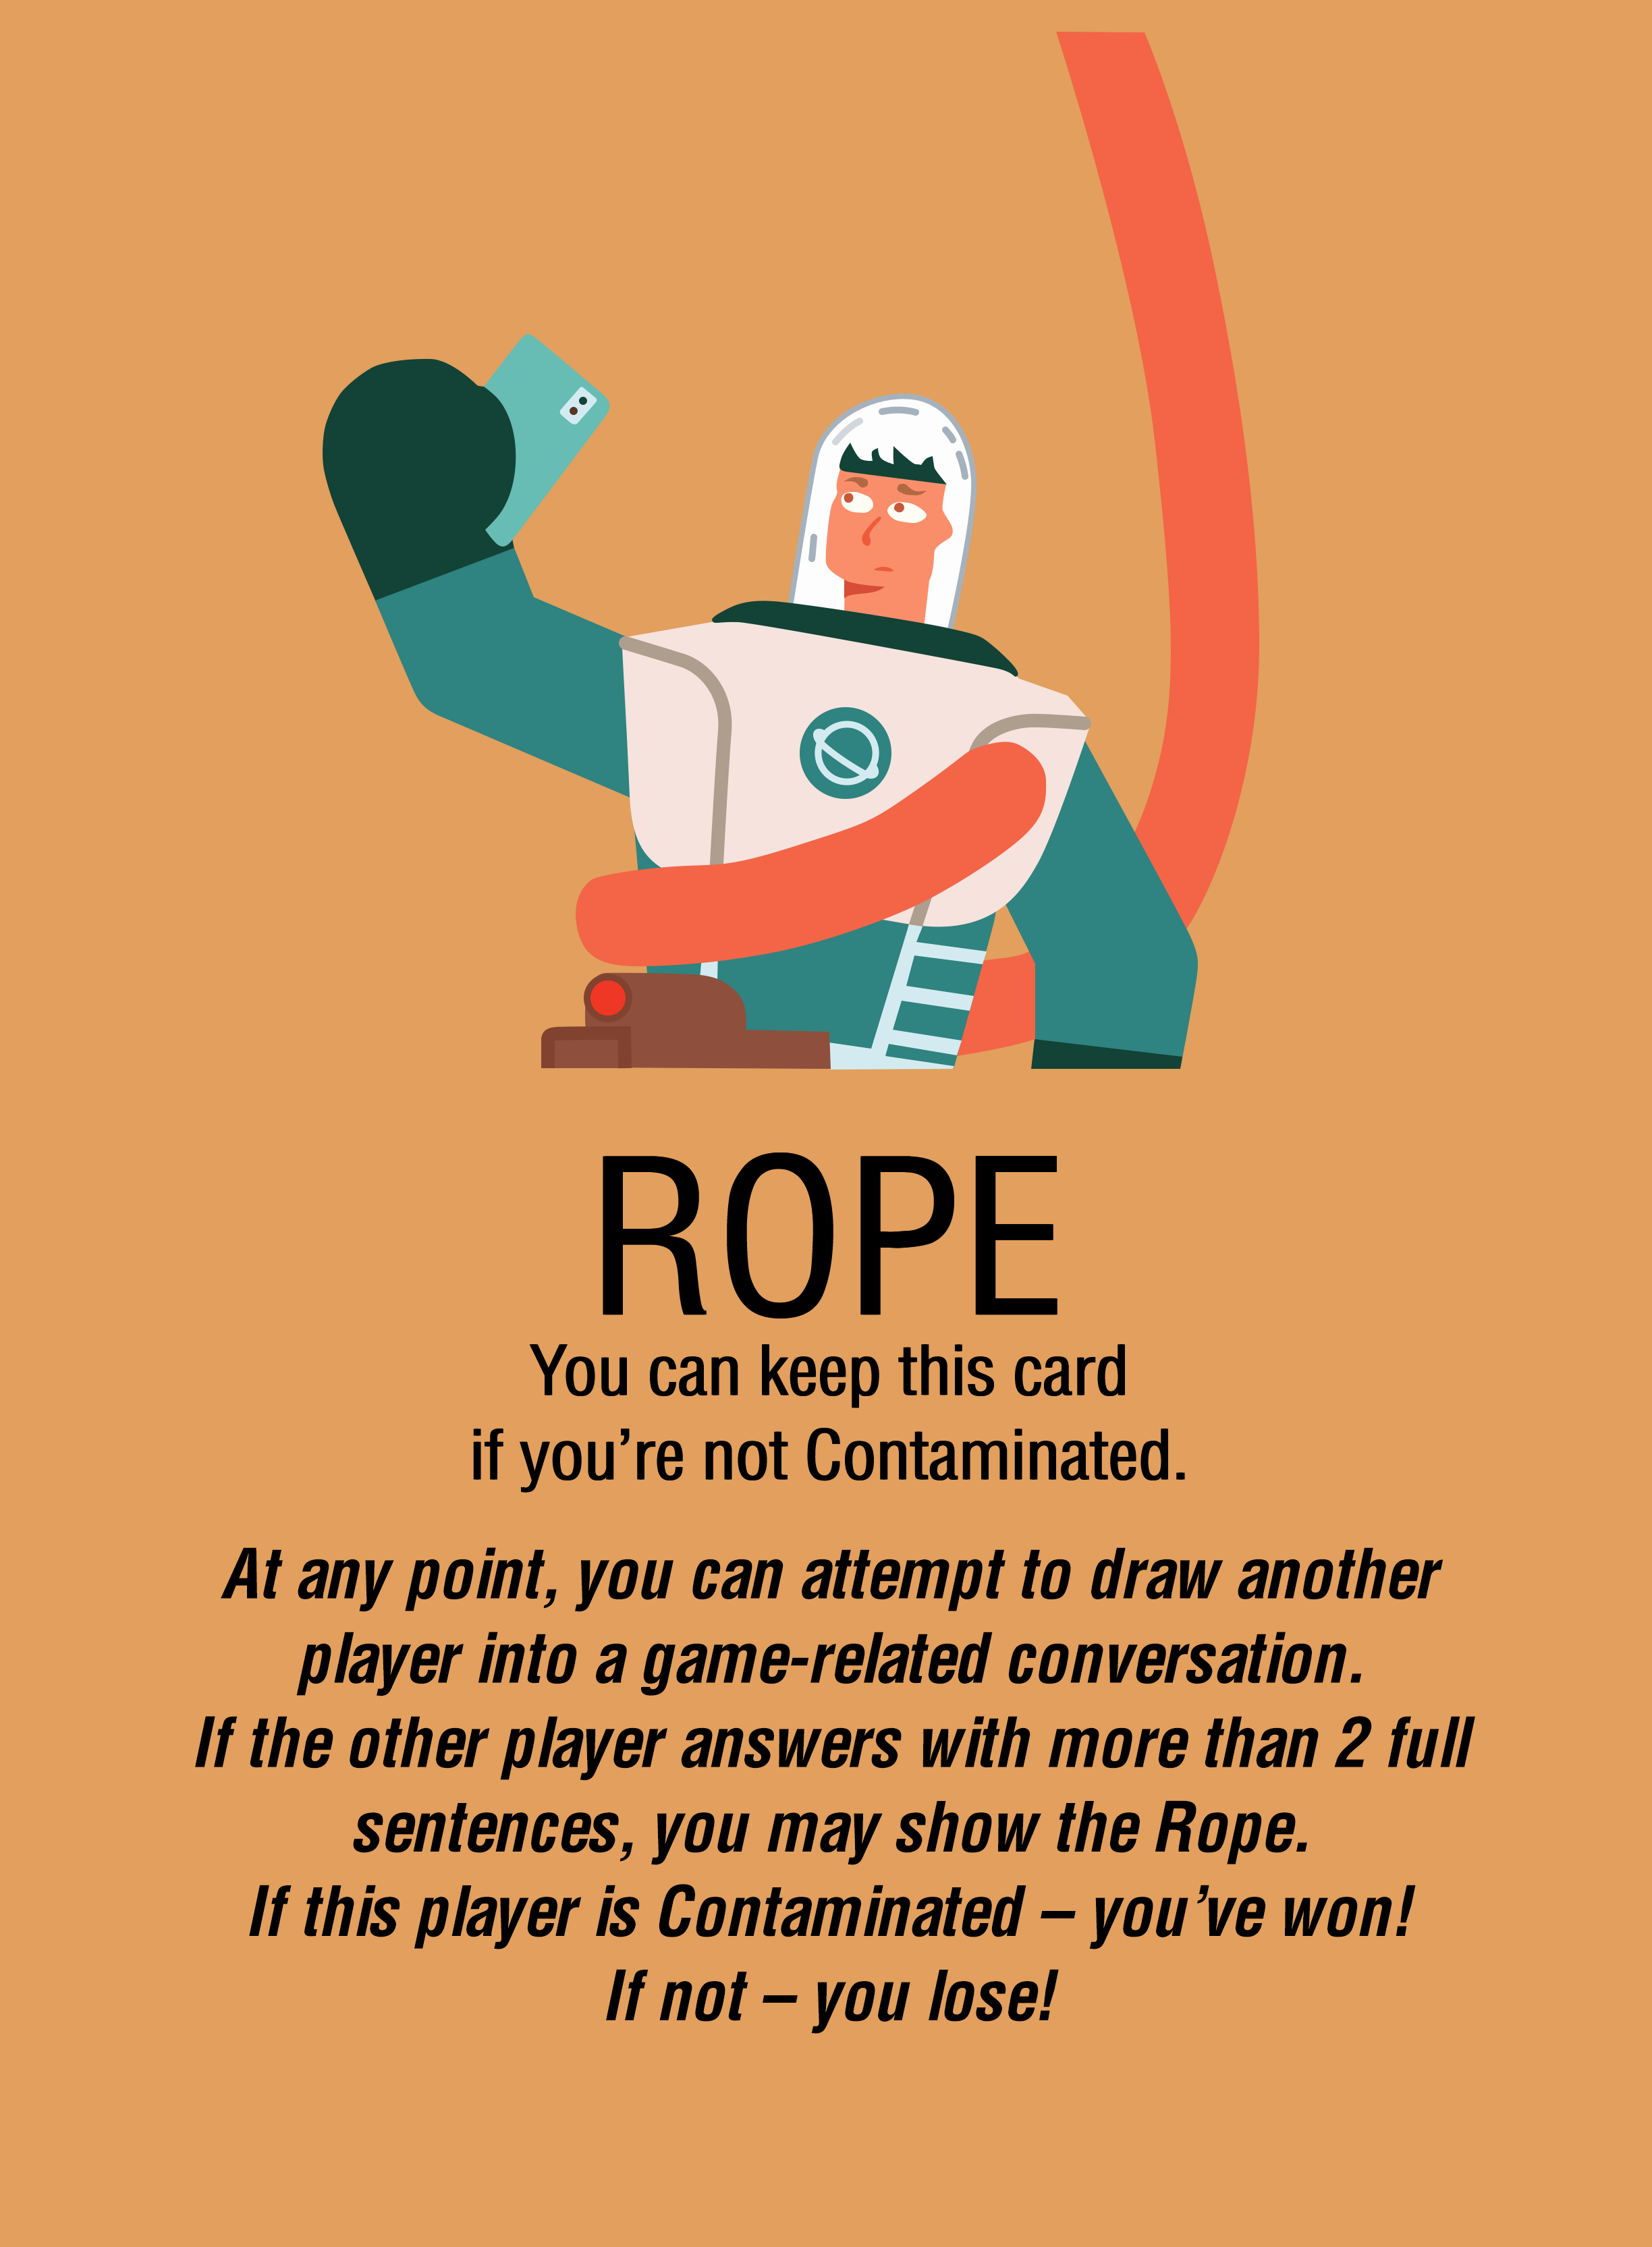 ROPE
You can keep this card
if you’re not Contaminated.
At any point, you can attempt to draw another
player into a game-related conversation.
If the other player answers with more than 2 full
sentences, you may show the Rope.
If this player is Contaminated – you’ve won!
If not – you lose!